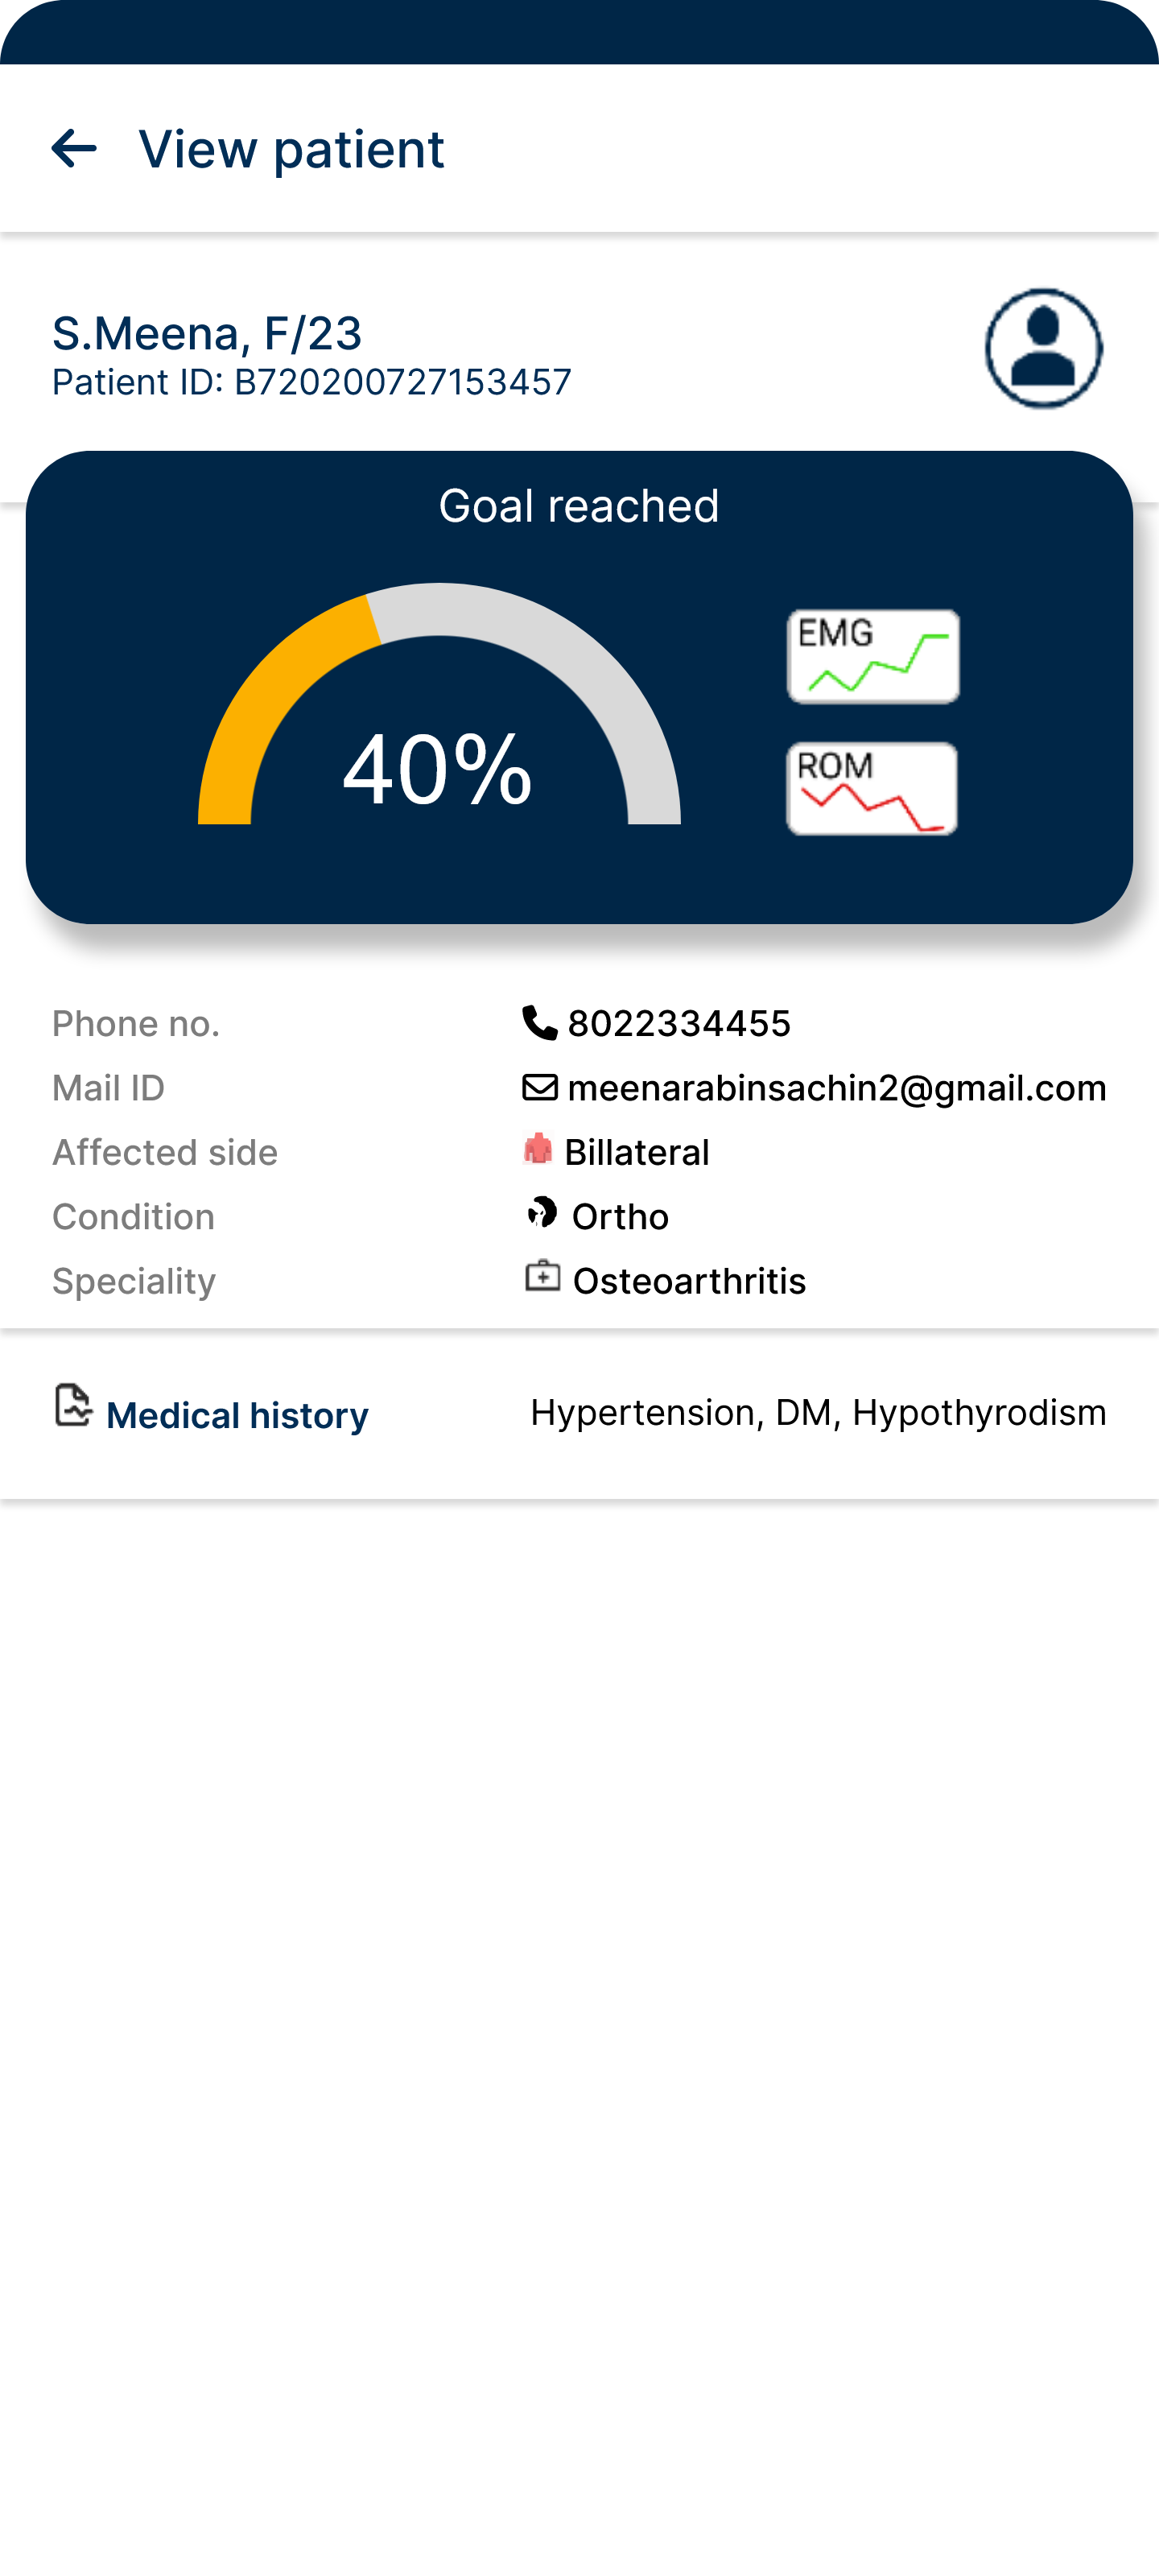 View patient
S.Meena, F/23
Patient ID: B720200727153457
Goal reached
EMG
40%
ROM
Phone no. 8022334455
Mail ID meenarabinsachin2@gmail.com
Affected side Billateral
Condition Ortho
Speciality Osteoarthritis
Medical history Hypertension, DM, Hypothyrodism